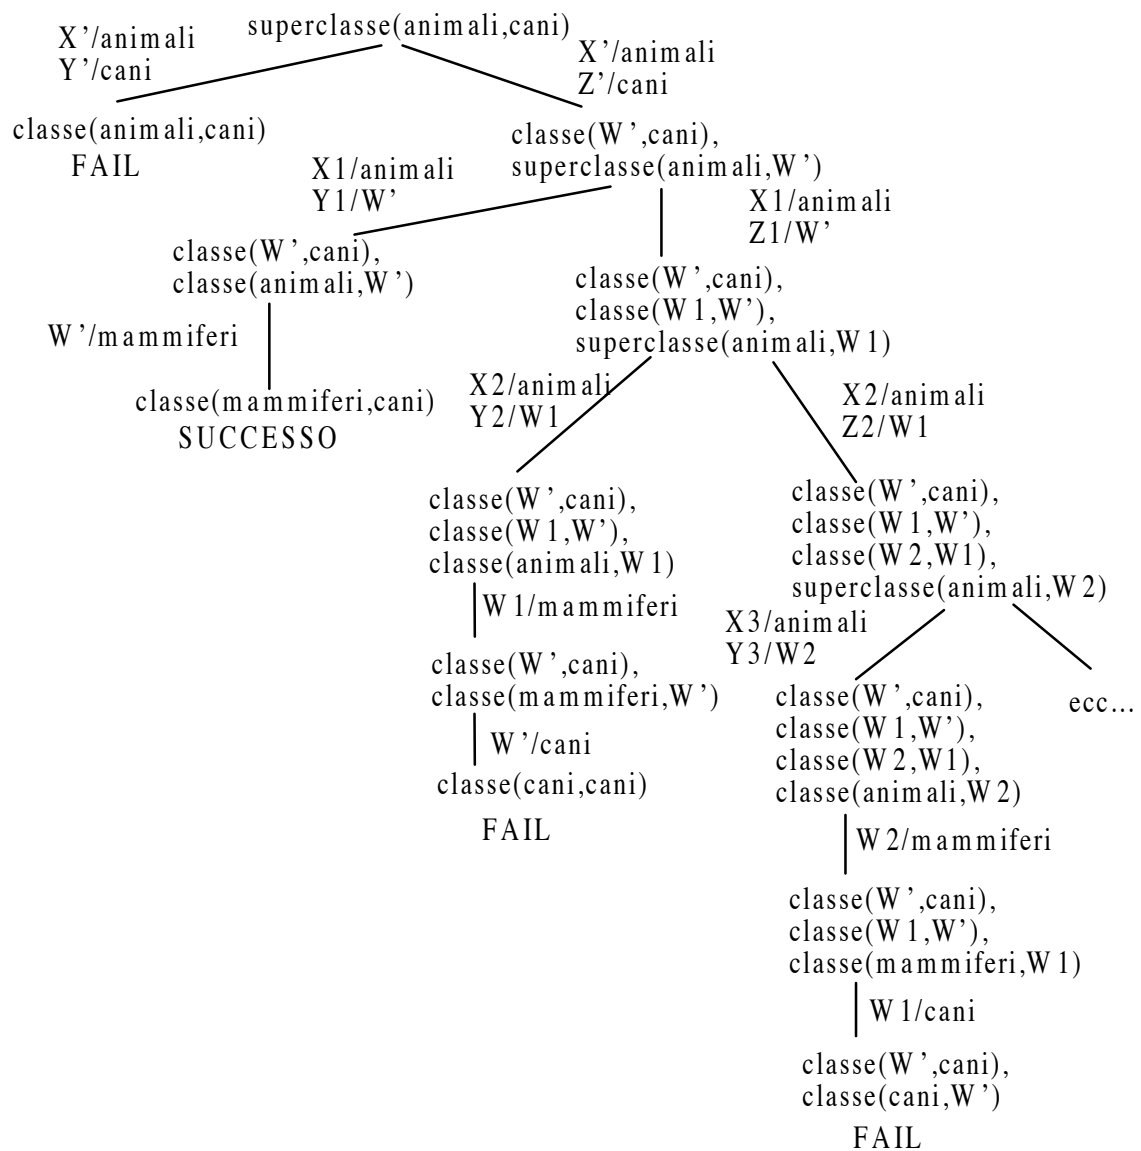 superclasse(animali,cani)
X'/animali
Y'/cani
X'/animali
Z'/cani
classe(animali,cani)
FAIL
classe(W',cani),
superclasse(animali,W')
X1/animali
Y1/W'
X1/animali
Z1/W'
classe(W',cani),
classe(animali,W')
classe(W',cani),
classe(W1,W'),
superclasse(animali,W1)
W'/mammiferi
classe(mammiferi,cani)
SUCCESSO
X2/animali
Y2/W1
X2/animali
Z2/W1
classe(W',cani),
classe(W1,W'),
classe(animali,W1)
classe(W',cani),
classe(W1,W'),
classe(W2,W1),
superclasse(animali,W2)
W1/mammiferi
X3/animali
Y3/W2
classe(W',cani),
classe(mammiferi,W')
W'/cani
classe(cani,cani)
FAIL
classe(W',cani),
classe(W1,W'),
classe(W2,W1),
classe(animali,W2)
ecc...
W2/mammiferi
classe(W',cani),
classe(W1,W'),
classe(mammiferi,W1)
W1/cani
classe(W',cani),
classe(cani,W')
FAIL